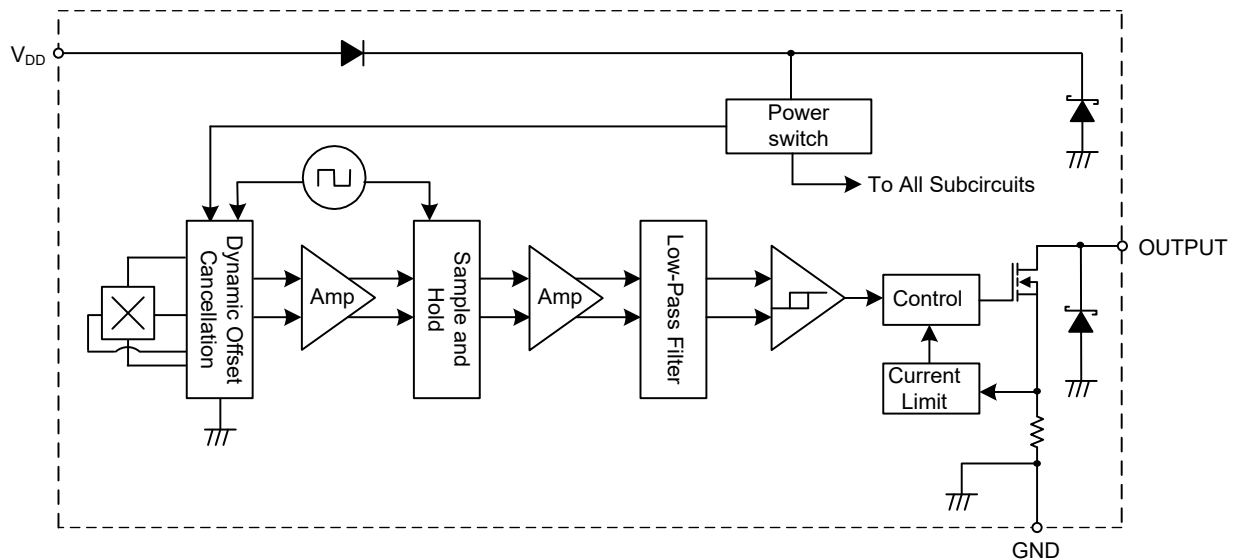 VDD
Power
switch
To All Subcircuits
Dynamic Offset
Cancellation
Amp
Sample and
Hold
Amp
Low-Pass Filter
Control
OUTPUT
Current
Limit
GND